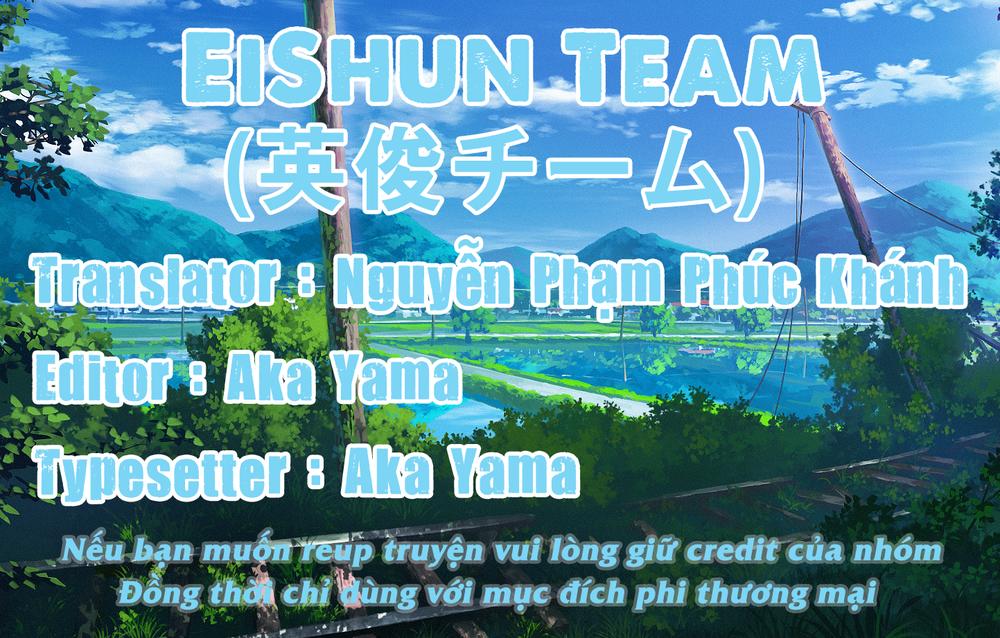 EISHUN TEAM
(英俊チーム)
Translator : Nguyễn Phạm Phúc Khánh
Editor : Aka Yama
Typesetter : Aka Yama
Nếu bạn muốn reup truyện vui lòng giữ credit của nhóm
Đồng thời chỉ dùng với mục đích phi thương mại